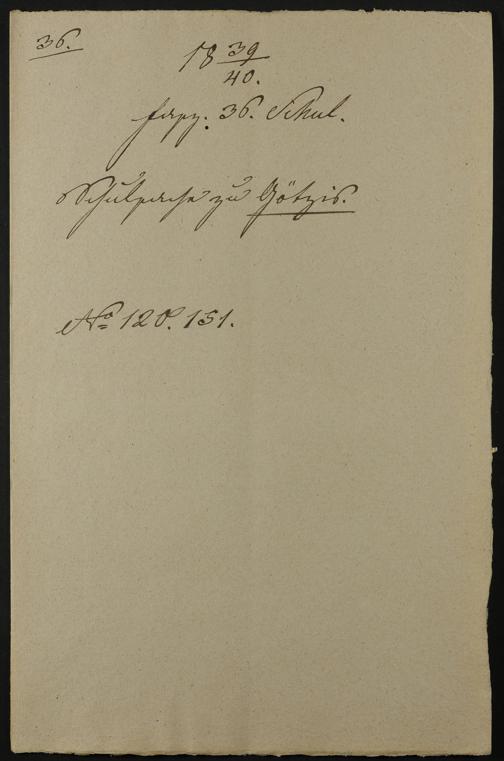 36.
18 39/40.
Fasz. 36. Schul.
Schulsache zu Götzis.
No 120. 151.